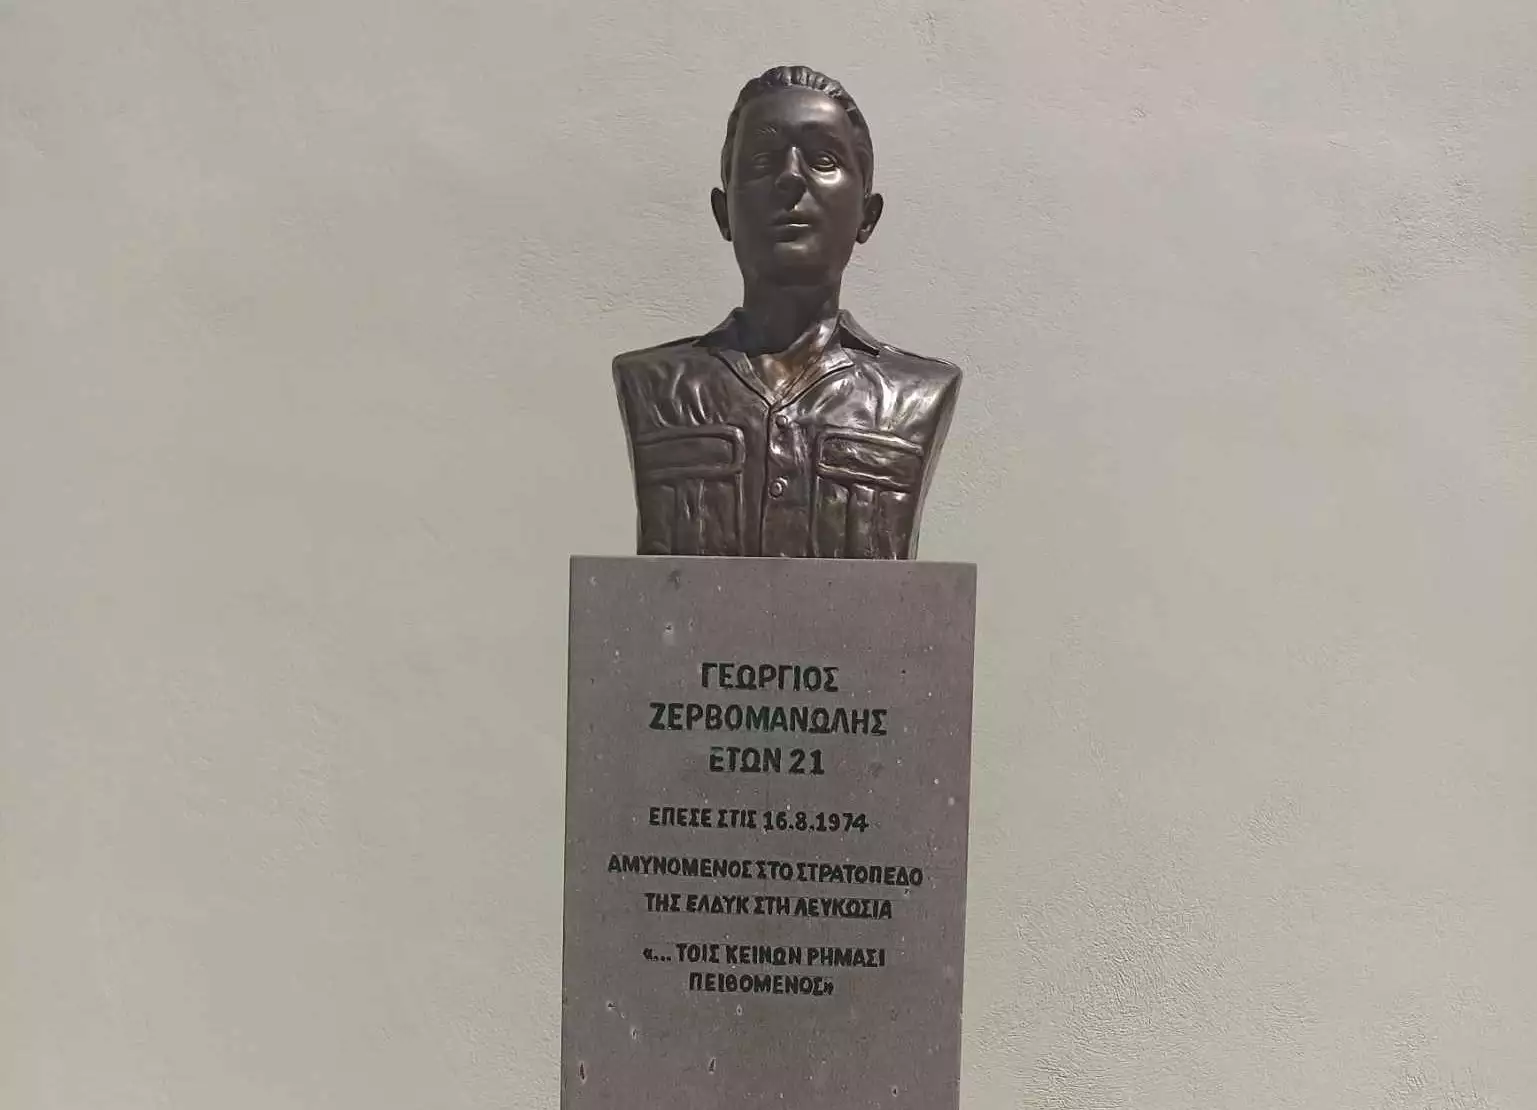 ΓΕΩΡΓΙΟΣ
ΖΕΡΒΟΜΑΝΩΛΗΣ
ΕΤΩΝ 21
ΕΠΕΣΕ ΣΤΙΣ 16.8.1974
ΑΜΥΝΟΜΕΝΟΣ ΣΤΟ ΣΤΡΑΤΟΠΕΔΟ
ΤΗΣ ΕΛΔΥΚ ΣΤΗ ΛΕΥΚΩΣΙΑ
«... ΤΟΙΣ ΚΕΙΝΩΝ ΡΗΜΑΣΙ
ΠΕΙΘΟΜΕΝΟΣ»